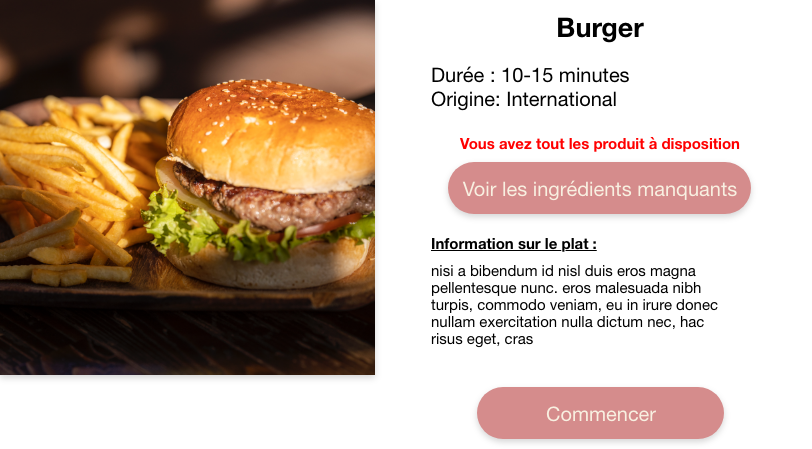 Burger
Durée : 10-15 minutes
Origine: International
Vous avez tout les produit à disposition
Voir les ingrédients manquants
Information sur le plat :
nisi a bibendum id nisl duis eros magna
pellentesque nunc. eros malesuada nibh
turpis, commodo veniam, eu in irure donec
nullam exercitation nulla dictum nec, hac
risus eget, cras
Commencer